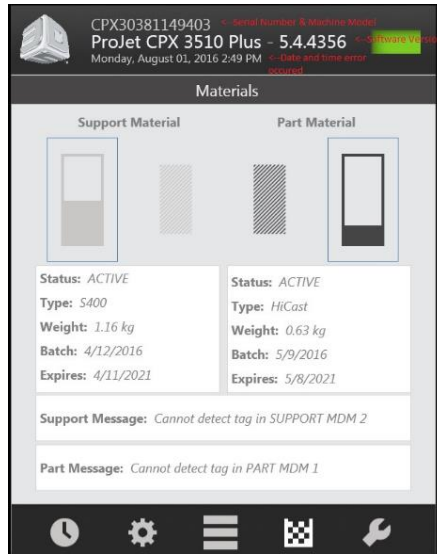 CPX30381149403 <--Serial Number & Machine Model
ProJet CPX 3510 Plus - 5.4.4356 <--Software Versio
Monday, August 01, 2016 2:49 PM <--Date and time error
occured
Materials
Support Material Part Material
Status: ACTIVE
Type: S400
Weight: 1.16 kg
Batch: 4/12/2016
Expires: 4/11/2021
Status: ACTIVE
Type: HiCast
Weight: 0.63 kg
Batch: 5/9/2016
Expires: 5/8/2021
Support Message: Cannot detect tag in SUPPORT MDM 2
Part Message: Cannot detect tag in PART MDM 1